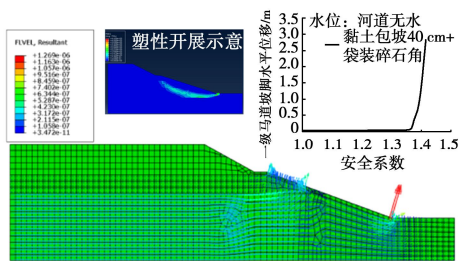 FLVEL, Resultant
+1.269e-06
+1.163e-06
+1.057e-06
+9.516e-07
+8.459e-07
+7.402e-07
+6.344e-07
+5.287e-07
+4.230e-07
+3.172e-07
+2.115e-07
+1.058e-07
+3.472e-11
塑性开展示意
一级马道坡脚水平位移/m
3.5
3.0
2.5
2.0
1.5
1.0
0.5
0
水位：河道无水
黏土包坡40 cm+
袋装碎石角
1.0 1.1 1.2 1.3 1.4 1.5
安全系数